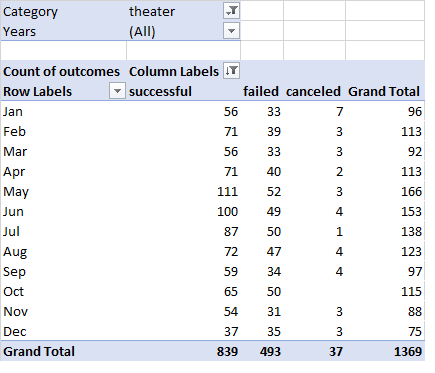 Category theater
Years (All)
Count of outcomes Column Labels
Row Labels successful failed canceled Grand Total
Jan 56 33 7 96
Feb 71 39 3 113
Mar 56 33 3 92
Apr 71 40 2 113
May 111 52 3 166
Jun 100 49 4 153
Jul 87 50 1 138
Aug 72 47 4 123
Sep 59 34 4 97
Oct 65 50 115
Nov 54 31 3 88
Dec 37 35 3 75
Grand Total 839 493 37 1369